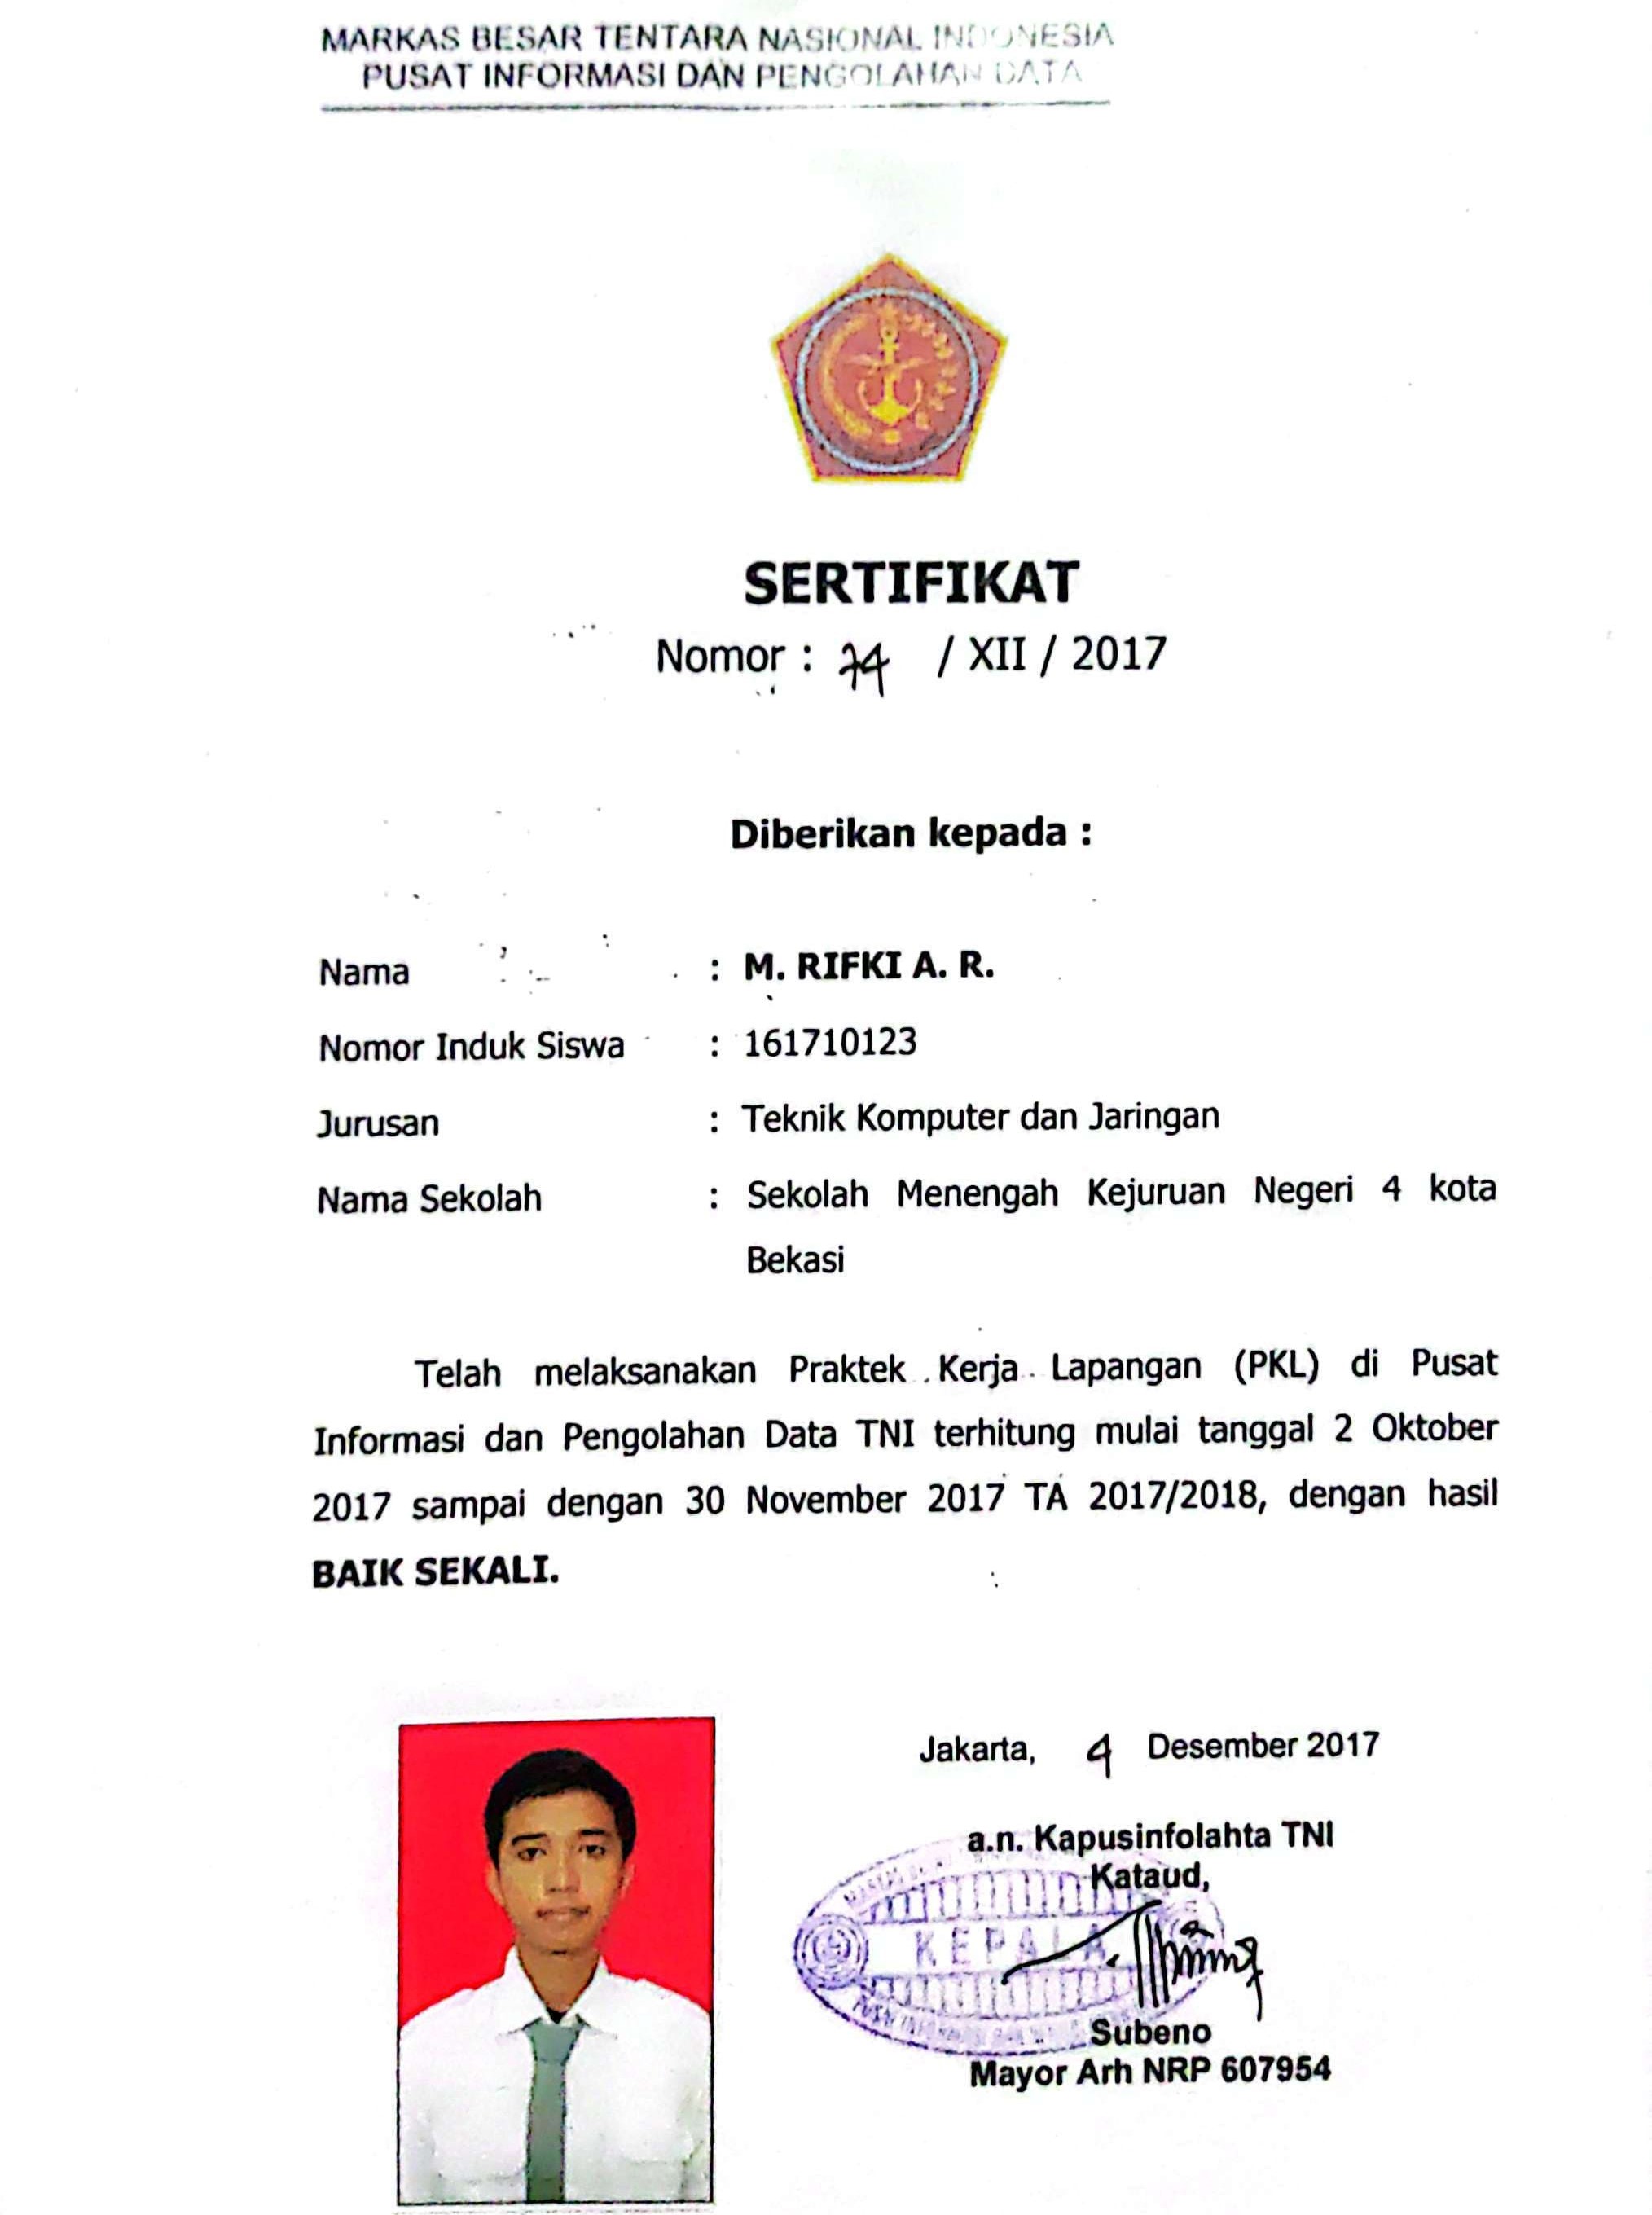 MARKAS BESAR TENTARA NASIONAL INDONESIA
PUSAT INFORMASI DAN PENGOLAHAN DATA
SERTIFIKAT
Nomor : 74 / XII / 2017
Diberikan kepada :
Nama : M. RIFKI A. R.
Nomor Induk Siswa : 161710123
Jurusan : Teknik Komputer dan Jaringan
Nama Sekolah : Sekolah Menengah Kejuruan Negeri 4 kota
Bekasi
Telah melaksanakan Praktek Kerja Lapangan (PKL) di Pusat
Informasi dan Pengolahan Data TNI terhitung mulai tanggal 2 Oktober
2017 sampai dengan 30 November 2017 TA 2017/2018, dengan hasil
BAIK SEKALI.
Jakarta, 4 Desember 2017
a.n. Kapusinfolahta TNI
Kataud,
KEPALA
Subeno
Mayor Arh NRP 607954